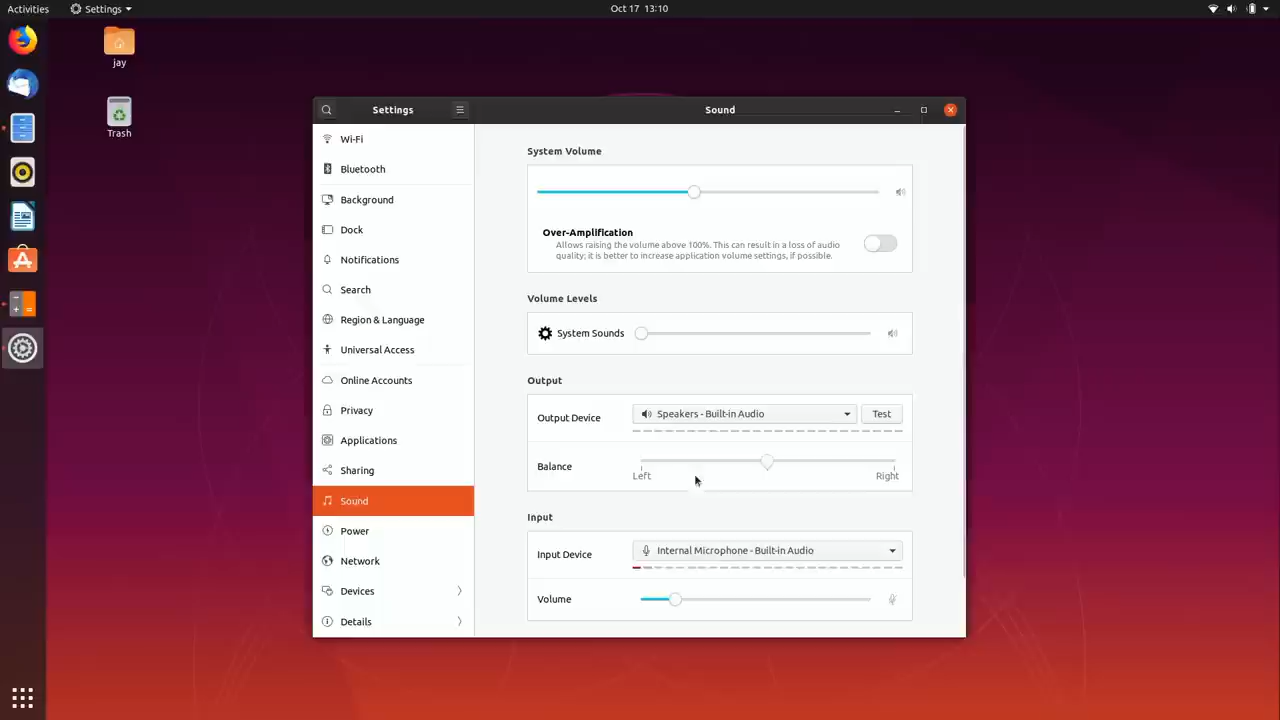 Activities
Settings
Oct 17 13:10
jay
Trash
Settings
Sound
Wi-Fi
Bluetooth
Background
Dock
Notifications
Search
Region & Language
Universal Access
Online Accounts
Privacy
Applications
Sharing
Sound
Power
Network
Devices
Details
System Volume
Over-Amplification
Allows raising the volume above 100%. This can result in a loss of audio
quality; it is better to increase application volume settings, if possible.
Volume Levels
System Sounds
Output
Output Device
Speakers - Built-in Audio
Test
Balance
Left
Right
Input
Input Device
Internal Microphone - Built-in Audio
Volume